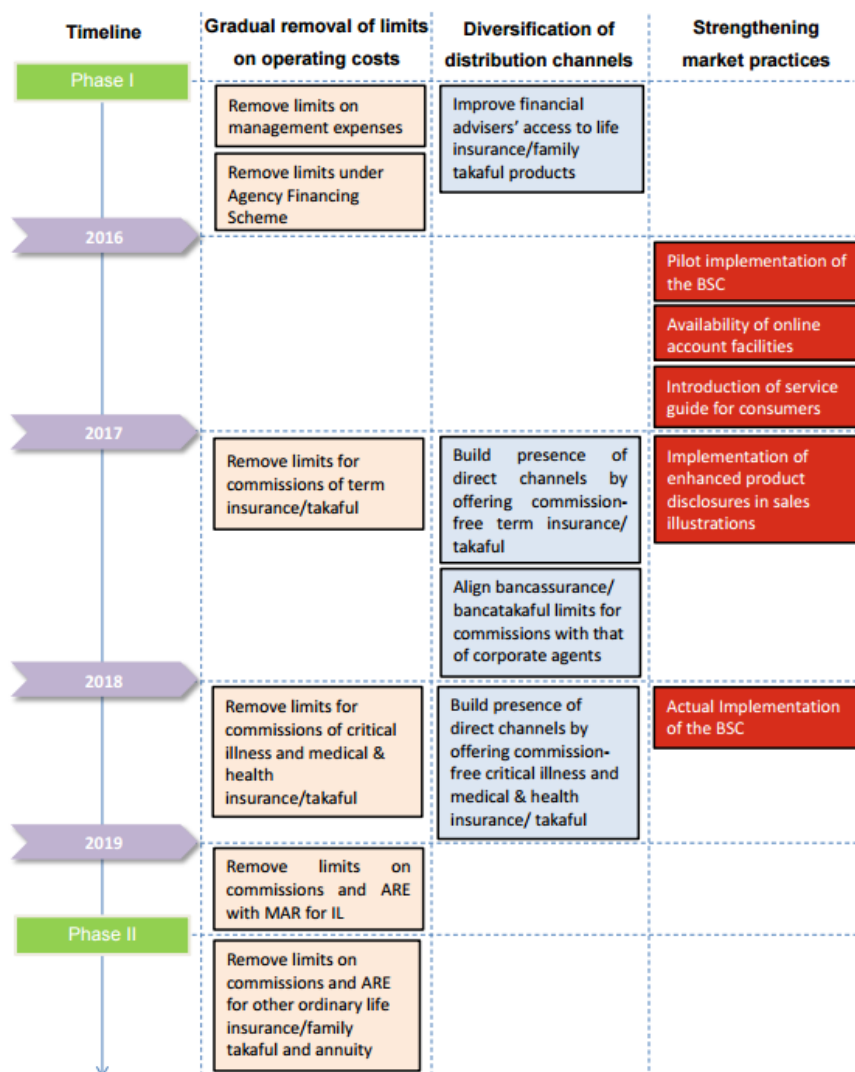 Timeline
Gradual removal of limits
on operating costs
Diversification of
distribution channels
Strengthening
market practices
Phase I
Remove limits on
management expenses
Remove limits under
Agency Financing
Scheme
Improve financial
advisers' access to life
insurance/family
takaful products
2016
Pilot implementation of
the BSC
Availability of online
account facilities
Introduction of service
guide for consumers
2017
Remove limits for
commissions of term
insurance/takaful
Build presence of
direct channels by
offering commission-
free term insurance/
takaful
Align bancassurance/
bancatakaful limits for
commissions with that
of corporate agents
Implementation of
enhanced product
disclosures in sales
illustrations
2018
Remove limits for
commissions of critical
illness and medical &
health
insurance/takaful
Build presence of
direct channels by
offering commission-
free critical illness and
medical & health
insurance/ takaful
Actual Implementation
of the BSC
2019
Remove limits on
commissions and ARE
with MAR for IL
Phase II
Remove limits on
commissions and ARE
for other ordinary life
insurance/family
takaful and annuity